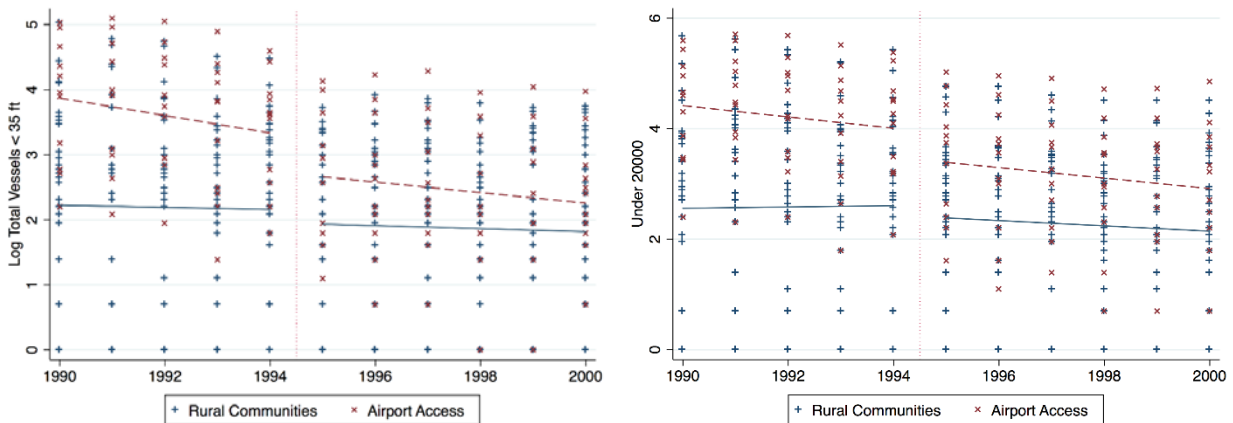 Log Total Vessels < 35 ft
5
4
3
2
1
0
1990 1992 1994 1996 1998 2000
+ Rural Communities × Airport Access
Under 20000
6
4
2
0
1990 1992 1994 1996 1998 2000
+ Rural Communities × Airport Access